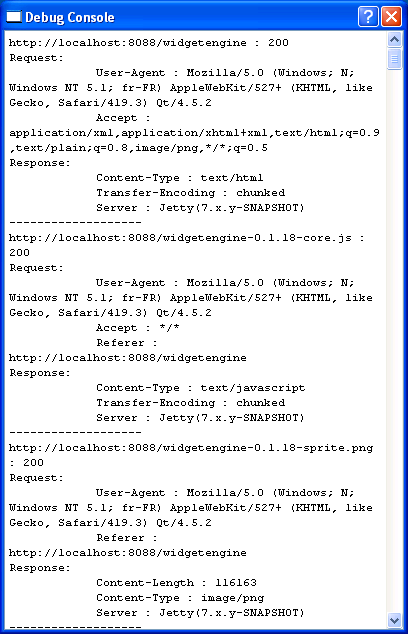 Debug Console
http://localhost:8088/widgetengine : 200
Request:
User-Agent : Mozilla/5.0 (Windows; N;
Windows NT 5.1; fr-FR) AppleWebKit/527+ (KHTML, like
Gecko, Safari/419.3) Qt/4.5.2
Accept :
application/xml,application/xhtml+xml,text/html;q=0.9
,text/plain;q=0.8,image/png,*/*;q=0.5
Response:
Content-Type : text/html
Transfer-Encoding : chunked
Server : Jetty(7.x.y-SNAPSHOT)
-------------------
http://localhost:8088/widgetengine-0.1.18-core.js :
200
Request:
User-Agent : Mozilla/5.0 (Windows; N;
Windows NT 5.1; fr-FR) AppleWebKit/527+ (KHTML, like
Gecko, Safari/419.3) Qt/4.5.2
Accept : */*
Referer :
http://localhost:8088/widgetengine
Response:
Content-Type : text/javascript
Transfer-Encoding : chunked
Server : Jetty(7.x.y-SNAPSHOT)
-------------------
http://localhost:8088/widgetengine-0.1.18-sprite.png
: 200
Request:
User-Agent : Mozilla/5.0 (Windows; N;
Windows NT 5.1; fr-FR) AppleWebKit/527+ (KHTML, like
Gecko, Safari/419.3) Qt/4.5.2
Referer :
http://localhost:8088/widgetengine
Response:
Content-Length : 116163
Content-Type : image/png
Server : Jetty(7.x.y-SNAPSHOT)
-------------------